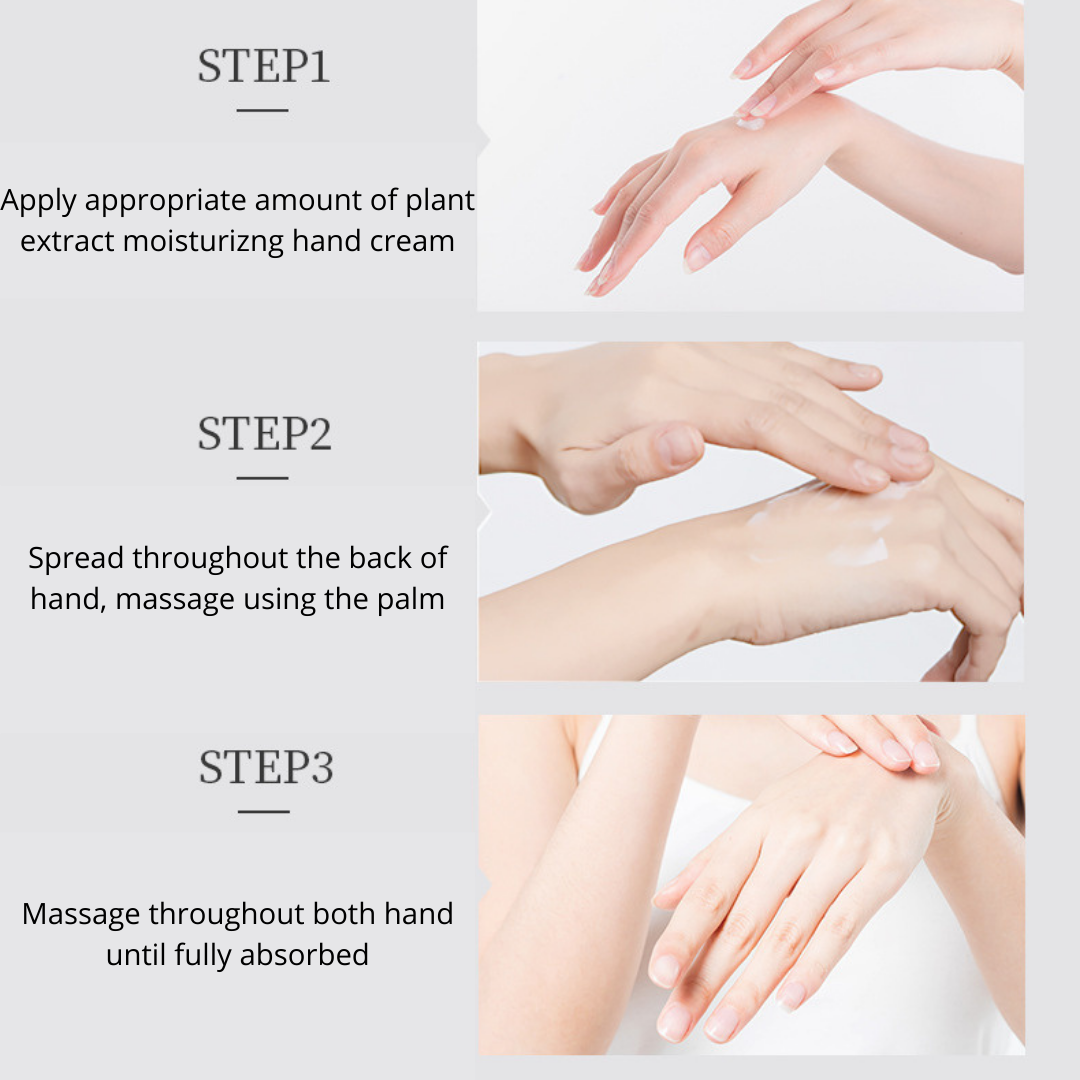 STEP1
Apply appropriate amount of plant
extract moisturizng hand cream
STEP2
Spread throughout the back of
hand, massage using the palm
STEP3
Massage throughout both hand
until fully absorbed